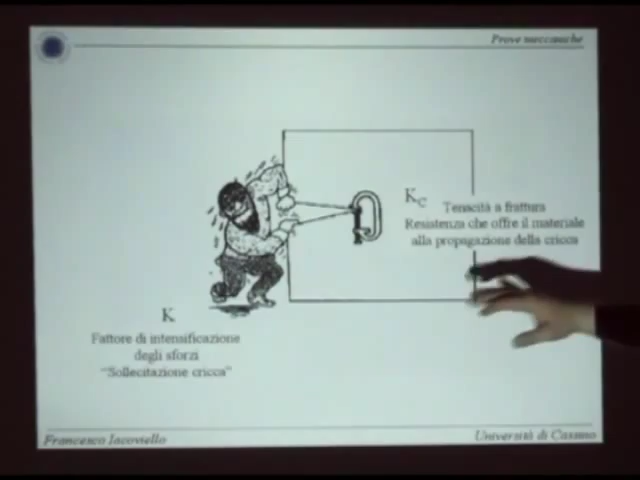 Prove meccaniche
K_C
Tenacità a frattura
Resistenza che offre il materiale
alla propagazione della cricca
K
Fattore di intensificazione
degli sforzi
"Sollecitazione cricca"
Francesco Iacoviello
Università di Cassino